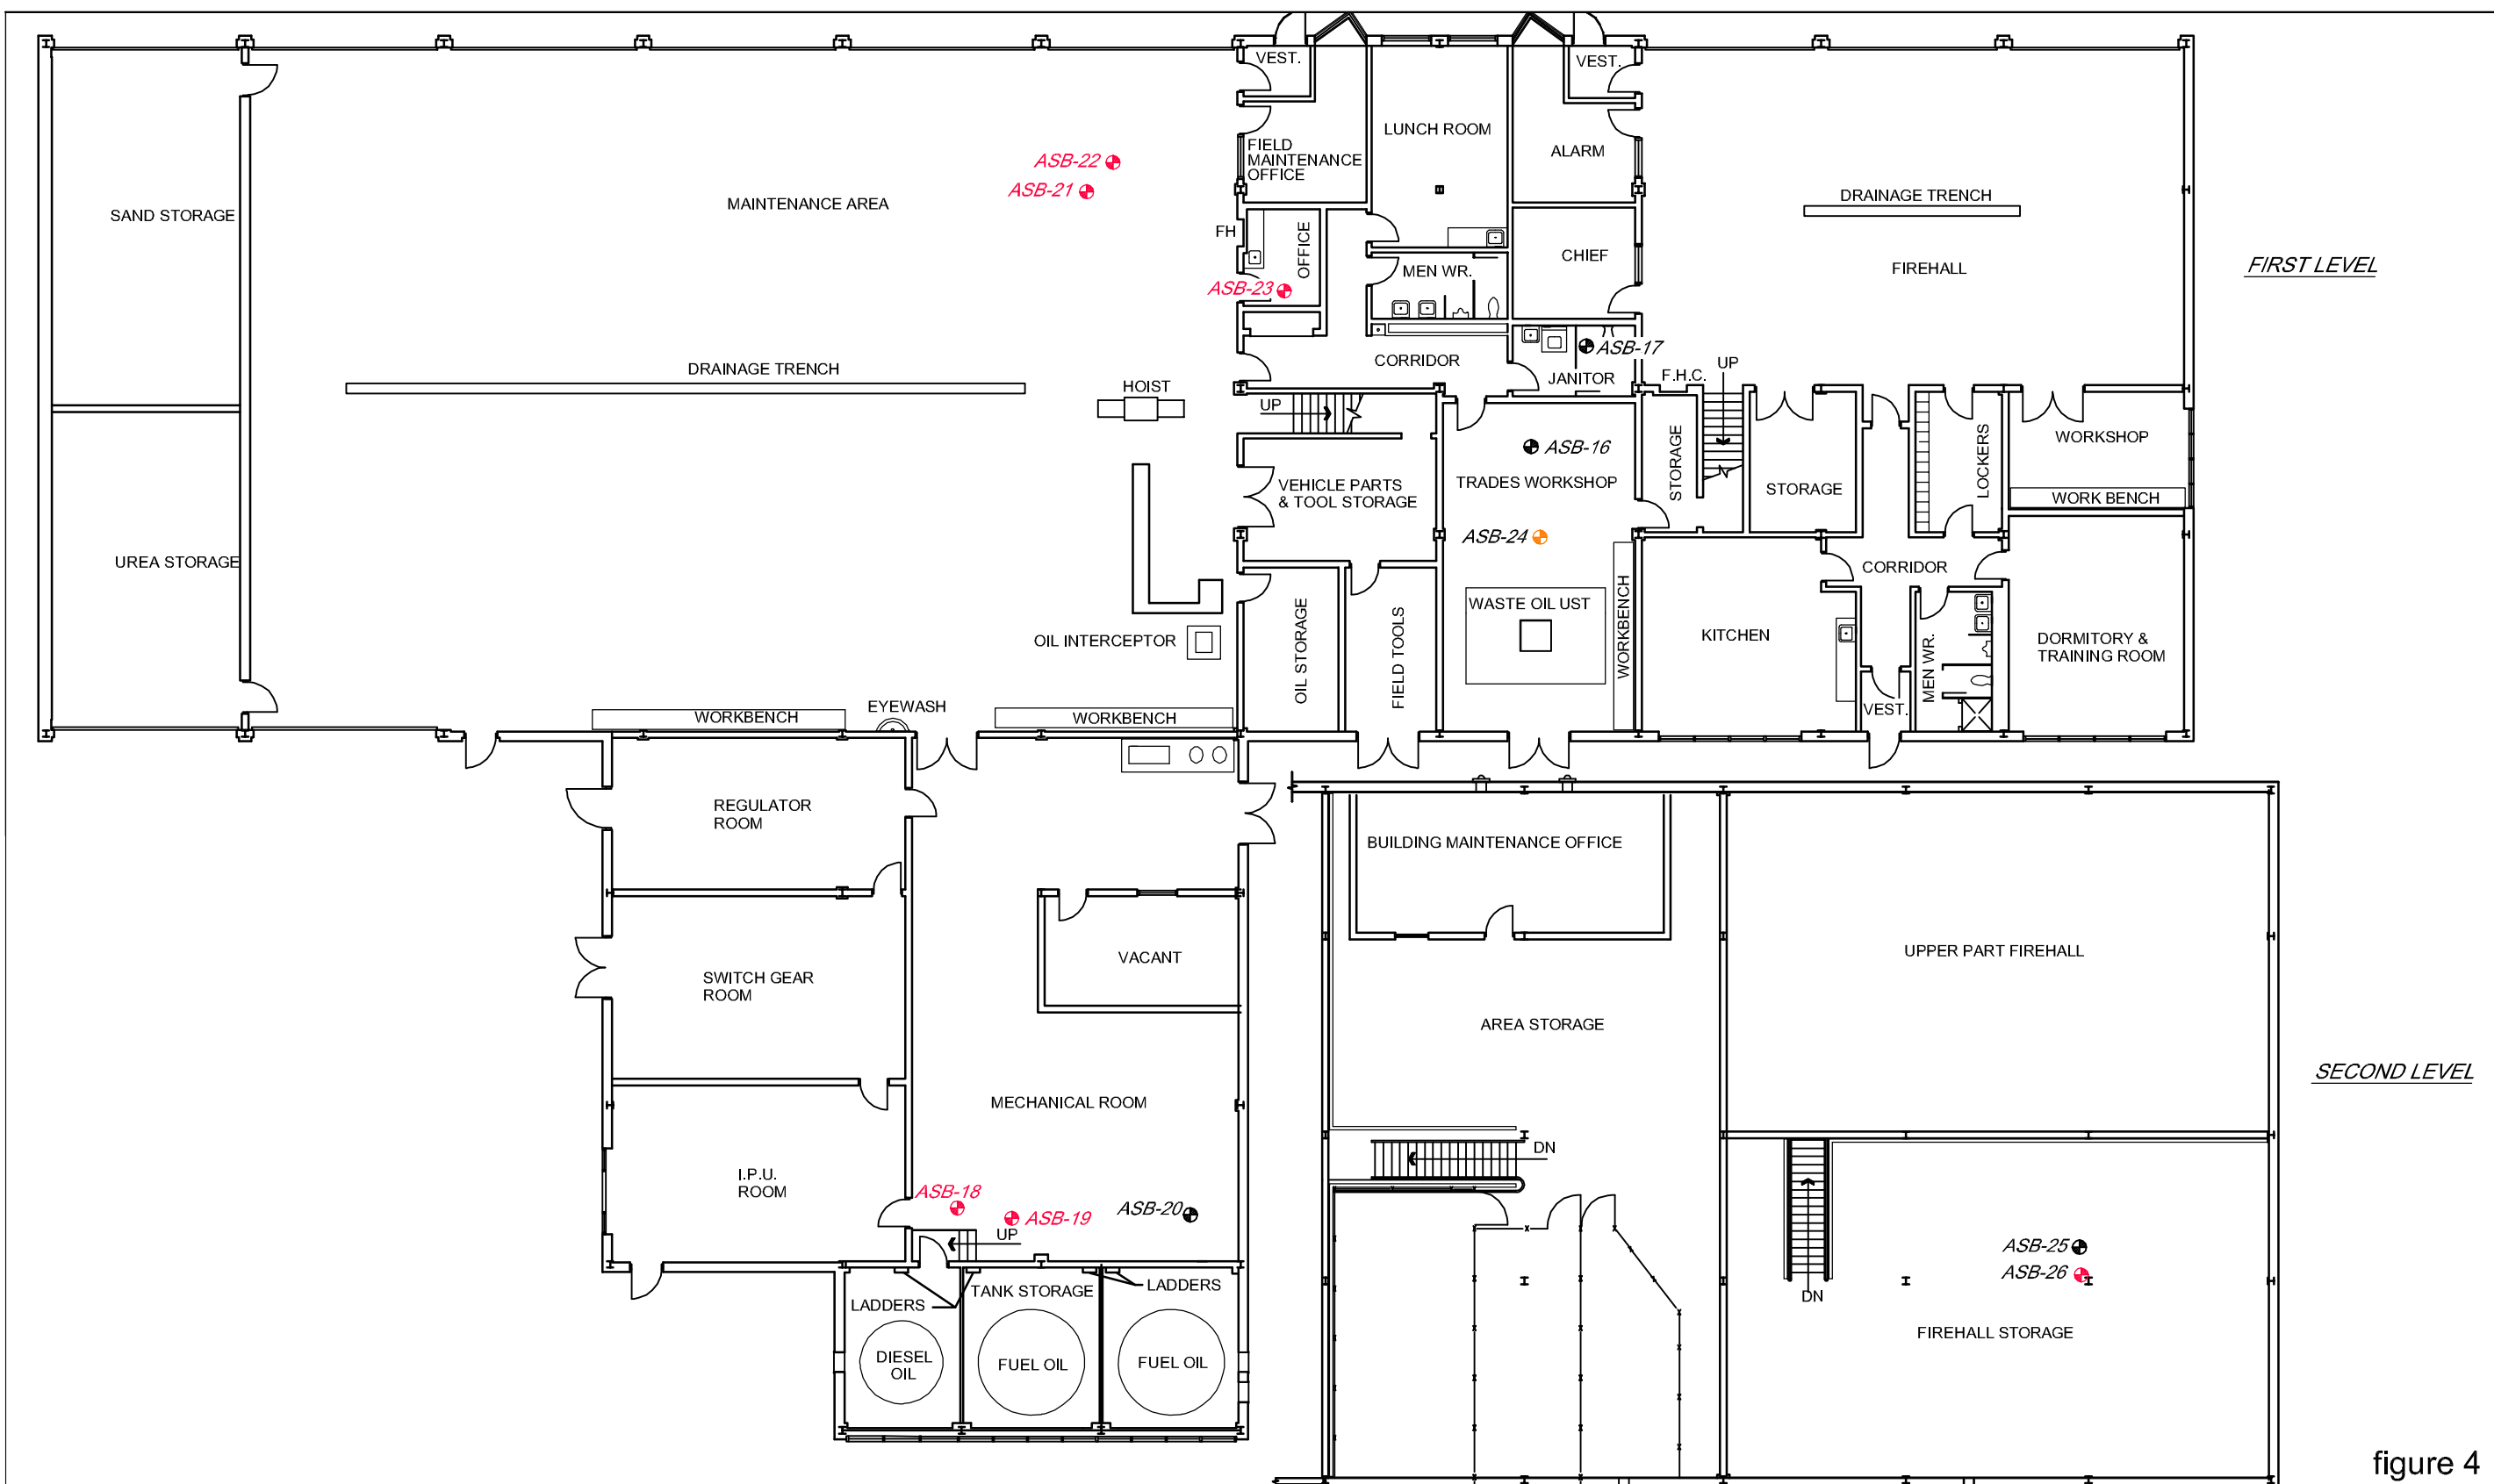 VEST.
VEST.
LUNCH ROOM
FIELD
MAINTENANCE
OFFICE
ALARM
ASB-22
ASB-21
MAINTENANCE AREA
SAND STORAGE
DRAINAGE TRENCH
FH
OFFICE
CHIEF
FIREHALL
FIRST LEVEL
MEN WR.
ASB-23
ASB-17
CORRIDOR
JANITOR
F.H.C.
UP
DRAINAGE TRENCH
HOIST
UP
ASB-16
STORAGE
LOCKERS
WORKSHOP
VEHICLE PARTS
& TOOL STORAGE
TRADES WORKSHOP
STORAGE
WORK BENCH
ASB-24
UREA STORAGE
CORRIDOR
WASTE OIL UST
WORKBENCH
OIL STORAGE
FIELD TOOLS
OIL INTERCEPTOR
KITCHEN
MEN WR.
DORMITORY &
TRAINING ROOM
VEST.
EYEWASH
WORKBENCH
WORKBENCH
REGULATOR
ROOM
BUILDING MAINTENANCE OFFICE
VACANT
UPPER PART FIREHALL
SWITCH GEAR
ROOM
AREA STORAGE
SECOND LEVEL
MECHANICAL ROOM
DN
I.P.U.
ROOM
ASB-18
ASB-19
ASB-20
UP
ASB-25
ASB-26
DN
LADDERS
TANK STORAGE
LADDERS
FIREHALL STORAGE
DIESEL
OIL
FUEL OIL
FUEL OIL
figure 4